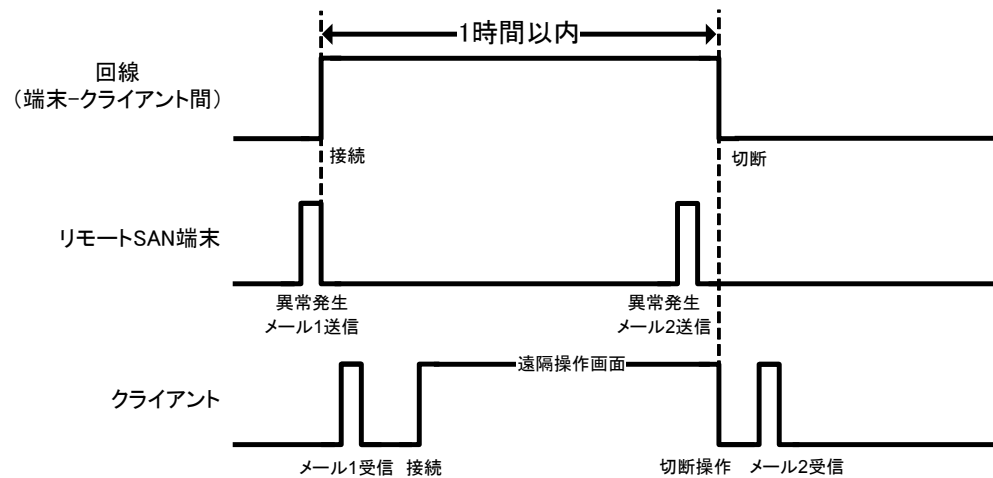 1時間以内
回線
（端末-クライアント間）
接続
切断
リモートSAN端末
異常発生
メール1送信
異常発生
メール2送信
遠隔操作画面
クライアント
メール1受信
接続
切断操作
メール2受信